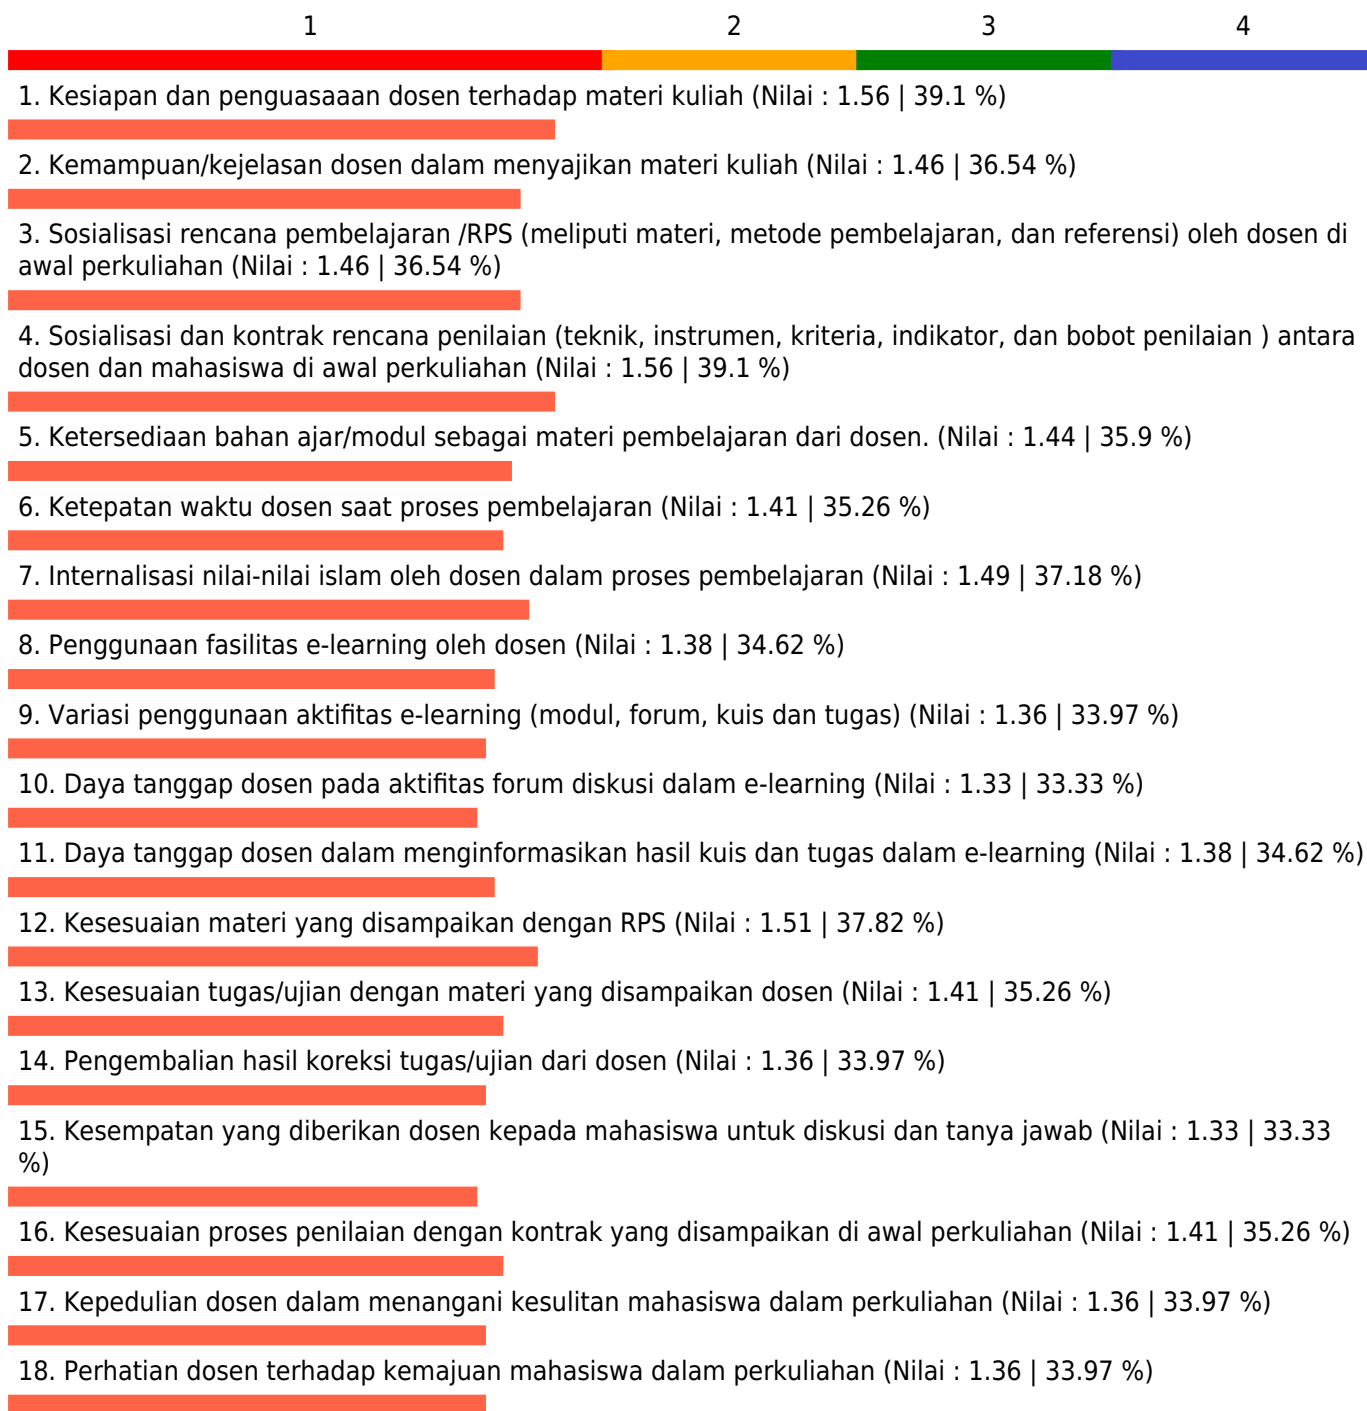 1 2 3 4
1. Kesiapan dan penguasaaan dosen terhadap materi kuliah (Nilai : 1.56 | 39.1 %)
2. Kemampuan/kejelasan dosen dalam menyajikan materi kuliah (Nilai : 1.46 | 36.54 %)
3. Sosialisasi rencana pembelajaran /RPS (meliputi materi, metode pembelajaran, dan referensi) oleh dosen di
awal perkuliahan (Nilai : 1.46 | 36.54 %)
4. Sosialisasi dan kontrak rencana penilaian (teknik, instrumen, kriteria, indikator, dan bobot penilaian ) antara
dosen dan mahasiswa di awal perkuliahan (Nilai : 1.56 | 39.1 %)
5. Ketersediaan bahan ajar/modul sebagai materi pembelajaran dari dosen. (Nilai : 1.44 | 35.9 %)
6. Ketepatan waktu dosen saat proses pembelajaran (Nilai : 1.41 | 35.26 %)
7. Internalisasi nilai-nilai islam oleh dosen dalam proses pembelajaran (Nilai : 1.49 | 37.18 %)
8. Penggunaan fasilitas e-learning oleh dosen (Nilai : 1.38 | 34.62 %)
9. Variasi penggunaan aktifitas e-learning (modul, forum, kuis dan tugas) (Nilai : 1.36 | 33.97 %)
10. Daya tanggap dosen pada aktifitas forum diskusi dalam e-learning (Nilai : 1.33 | 33.33 %)
11. Daya tanggap dosen dalam menginformasikan hasil kuis dan tugas dalam e-learning (Nilai : 1.38 | 34.62 %)
12. Kesesuaian materi yang disampaikan dengan RPS (Nilai : 1.51 | 37.82 %)
13. Kesesuaian tugas/ujian dengan materi yang disampaikan dosen (Nilai : 1.41 | 35.26 %)
14. Pengembalian hasil koreksi tugas/ujian dari dosen (Nilai : 1.36 | 33.97 %)
15. Kesempatan yang diberikan dosen kepada mahasiswa untuk diskusi dan tanya jawab (Nilai : 1.33 | 33.33
%)
16. Kesesuaian proses penilaian dengan kontrak yang disampaikan di awal perkuliahan (Nilai : 1.41 | 35.26 %)
17. Kepedulian dosen dalam menangani kesulitan mahasiswa dalam perkuliahan (Nilai : 1.36 | 33.97 %)
18. Perhatian dosen terhadap kemajuan mahasiswa dalam perkuliahan (Nilai : 1.36 | 33.97 %)